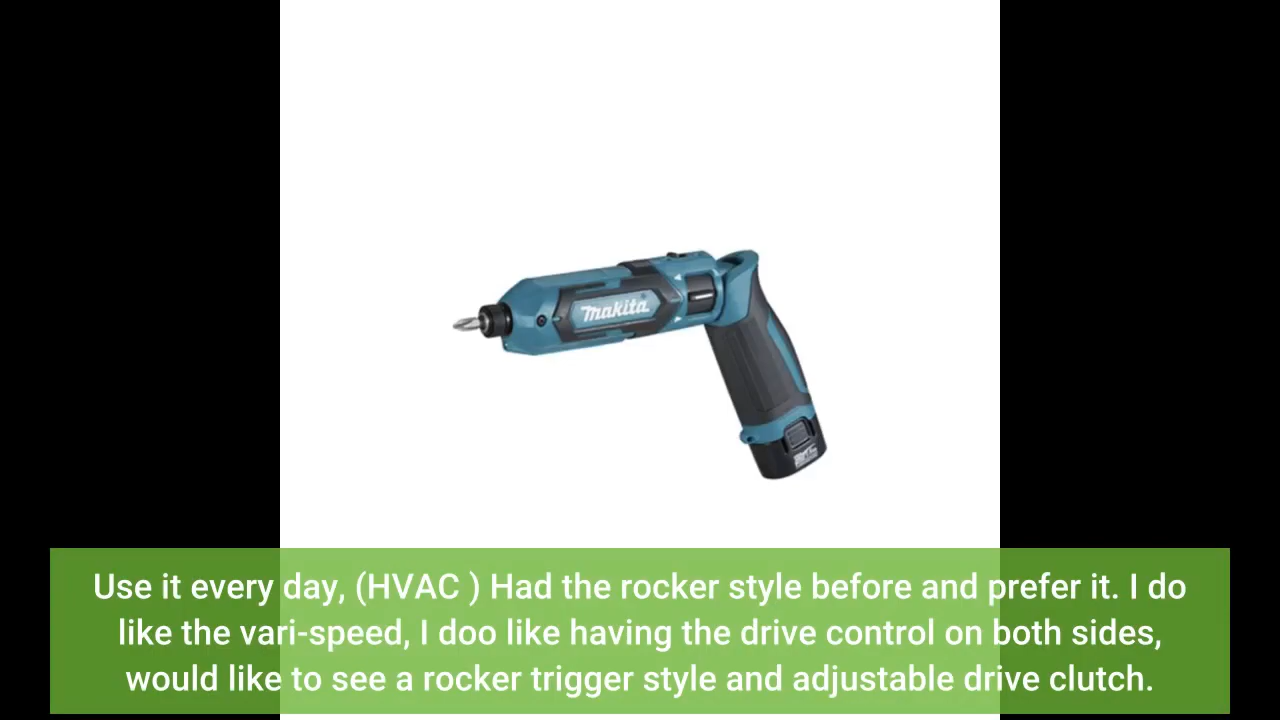 makita
Use it every day, (HVAC ) Had the rocker style before and prefer it. I do
like the vari-speed, I doo like having the drive control on both sides,
would like to see a rocker trigger style and adjustable drive clutch.